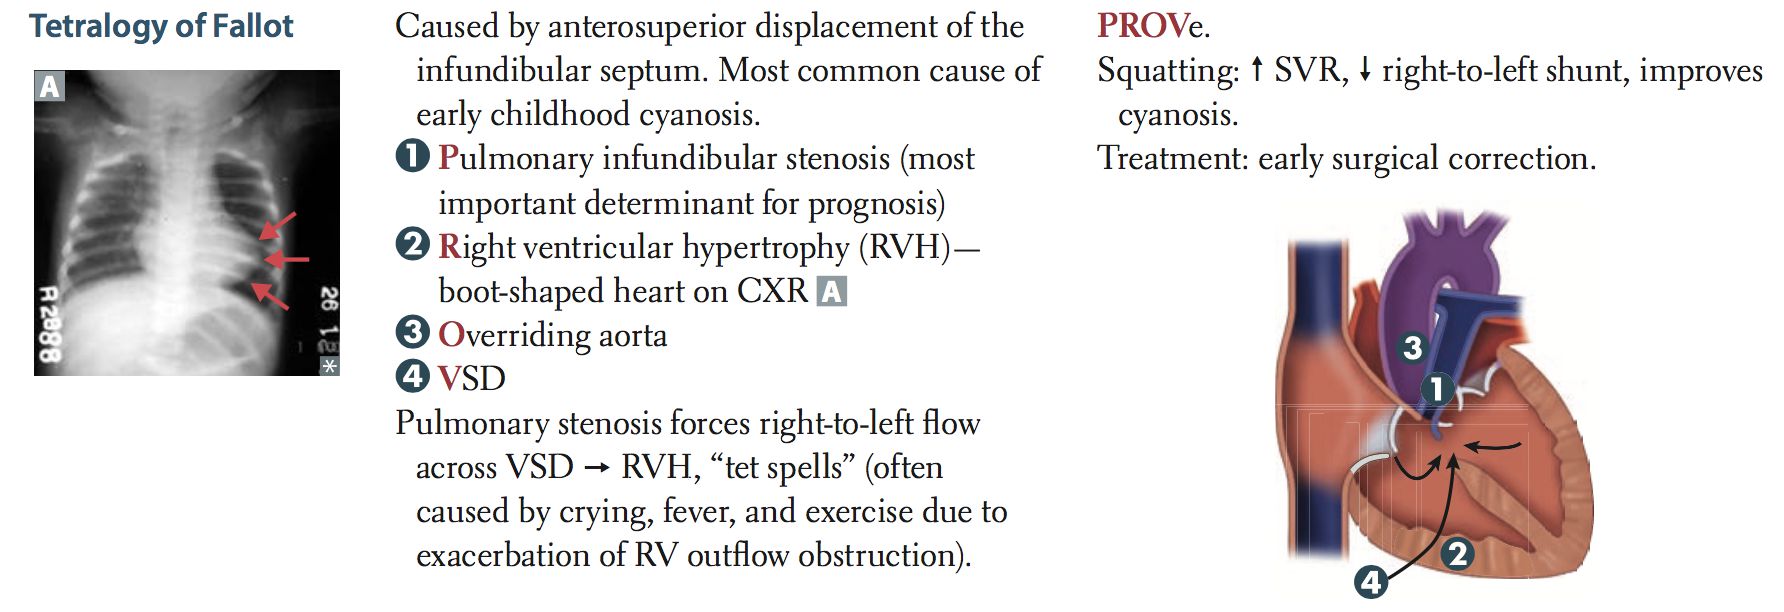 Tetralogy of Fallot
A
R2098
26 1
*
Caused by anterosuperior displacement of the
infundibular septum. Most common cause of
early childhood cyanosis.
1 Pulmonary infundibular stenosis (most
important determinant for prognosis)
2 Right ventricular hypertrophy (RVH)—
boot-shaped heart on CXR A
3 Overriding aorta
4 VSD
Pulmonary stenosis forces right-to-left flow
across VSD → RVH, “tet spells” (often
caused by crying, fever, and exercise due to
exacerbation of RV outflow obstruction).
PROVe.
Squatting: ↑ SVR, ↓ right-to-left shunt, improves
cyanosis.
Treatment: early surgical correction.
3
1
2
4